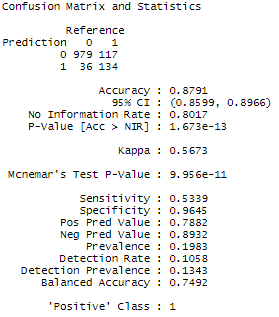 Confusion Matrix and Statistics
Reference
Prediction 0 1
0 979 117
1 36 134
Accuracy : 0.8791
95% CI : (0.8599, 0.8966)
No Information Rate : 0.8017
P-Value [Acc > NIR] : 1.673e-13
Kappa : 0.5673
Mcnemar's Test P-Value : 9.956e-11
Sensitivity : 0.5339
Specificity : 0.9645
Pos Pred Value : 0.7882
Neg Pred Value : 0.8932
Prevalence : 0.1983
Detection Rate : 0.1058
Detection Prevalence : 0.1343
Balanced Accuracy : 0.7492
'Positive' Class : 1